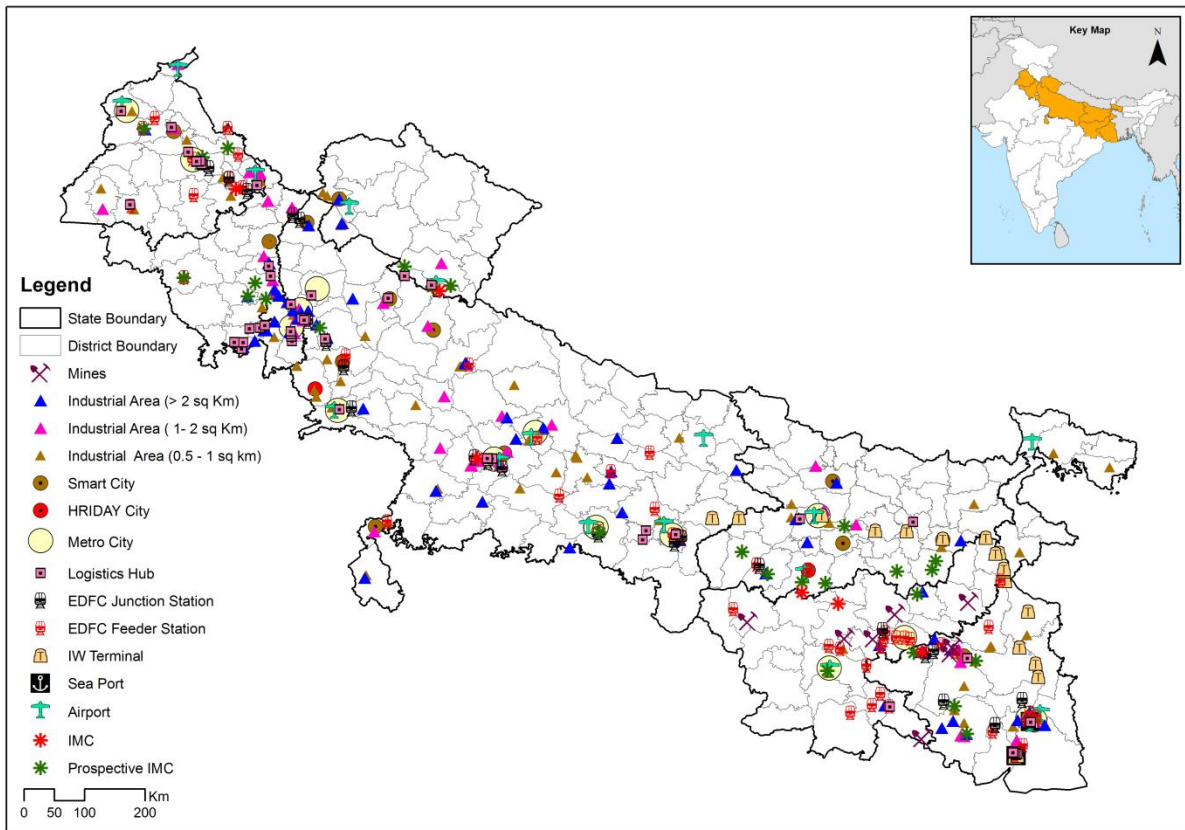 Key Map
N
Legend
State Boundary
District Boundary
Mines
Industrial Area (> 2 sq Km)
Industrial Area ( 1- 2 sq Km)
Industrial Area (0.5 - 1 sq km)
Smart City
HRIDAY City
Metro City
Logistics Hub
EDFC Junction Station
EDFC Feeder Station
IW Terminal
Sea Port
Airport
IMC
Prospective IMC
Km
0 50 100 200